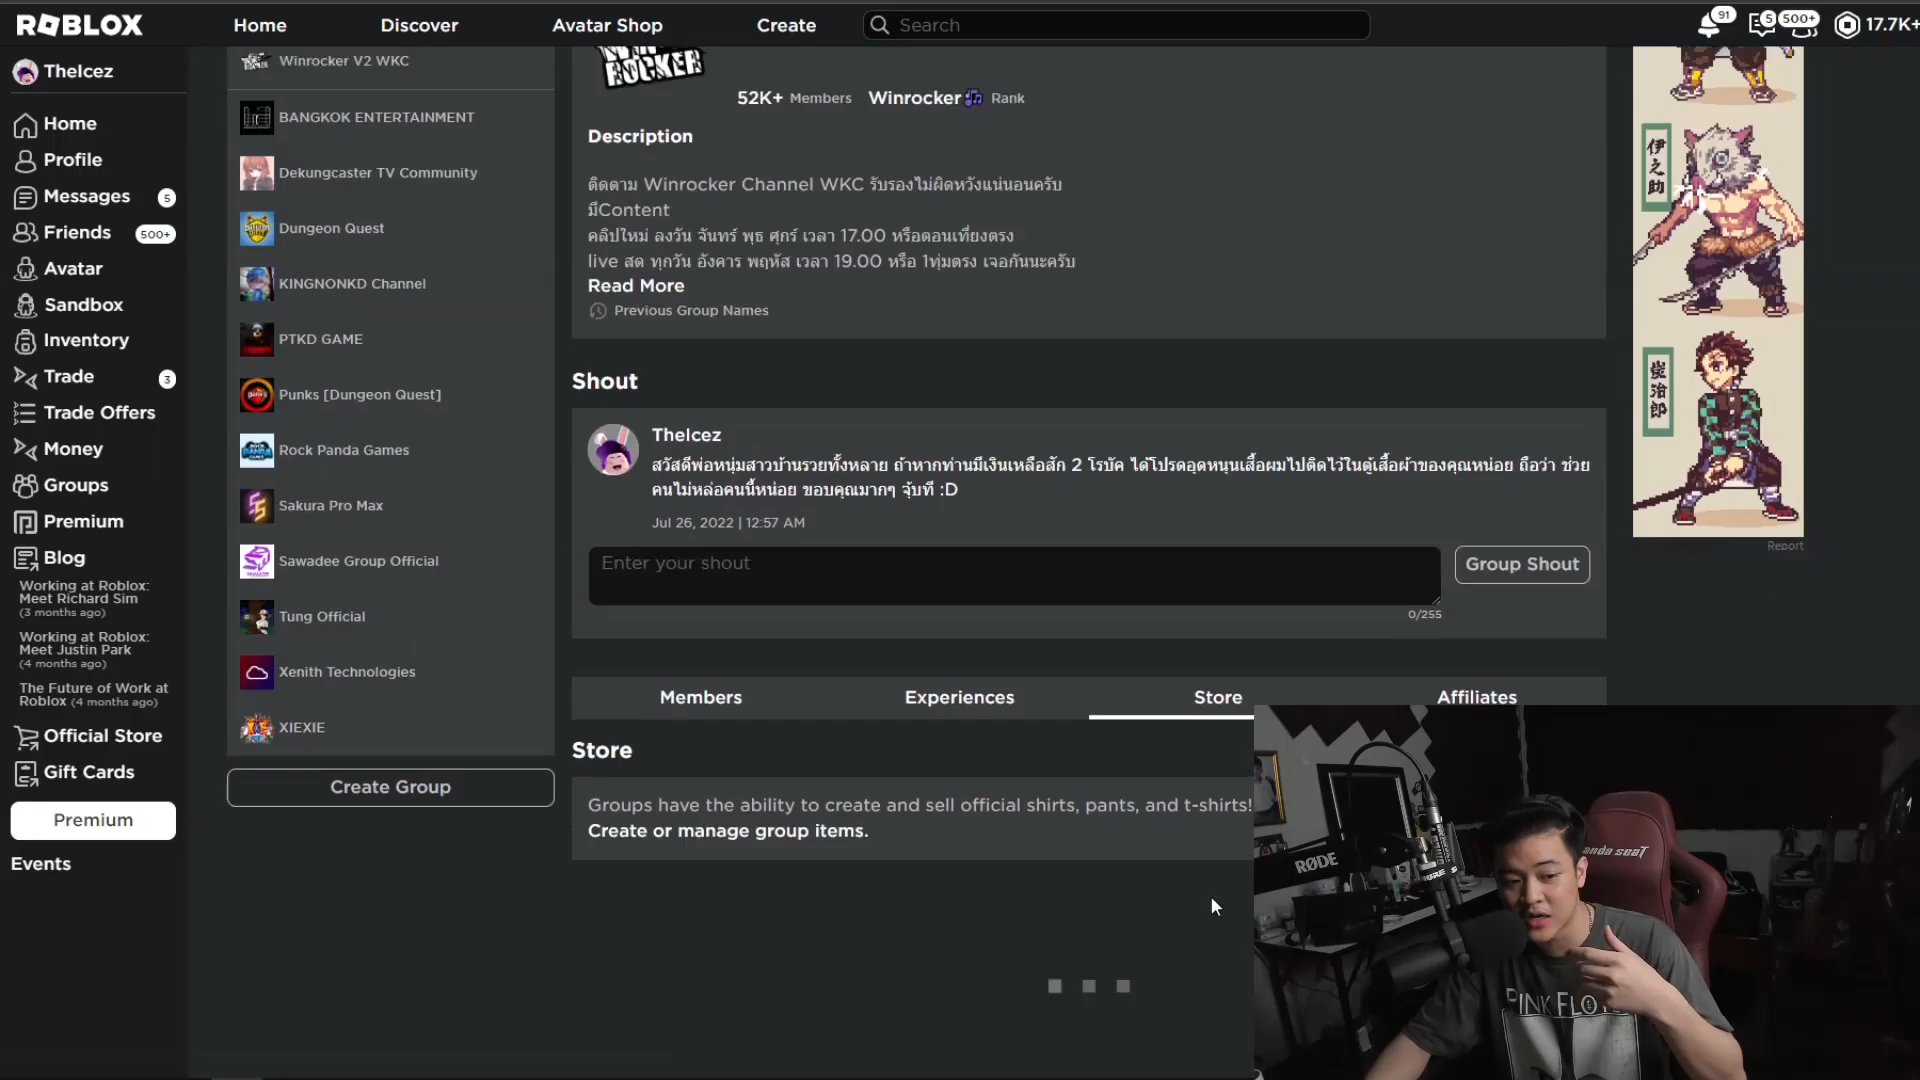 ROBLOX
Home
Discover
Avatar Shop
Create
Search
91
5
500+
17.7K+
TheIcez
Home
Profile
Messages
5
Friends
500+
Avatar
Sandbox
Inventory
Trade
3
Trade Offers
Money
Groups
Premium
Blog
Working at Roblox:
Meet Richard Sim
(3 months ago)
Working at Roblox:
Meet Justin Park
(4 months ago)
The Future of Work at
Roblox (4 months ago)
Official Store
Gift Cards
Premium
Events
Winrocker V2 WKC
BANGKOK ENTERTAINMENT
Dekungcaster TV Community
Dungeon Quest
KINGNONKD Channel
PTKD GAME
Punks [Dungeon Quest]
Rock Panda Games
Sakura Pro Max
Sawadee Group Official
Tung Official
Xenith Technologies
XIEXIE
Create Group
ROCKER
52K+ Members Winrocker Rank
Description
ติดตาม Winrocker Channel WKC รับรองไม่ผิดหวังแน่นอนครับ
มีContent
คลิปใหม่ ลงวัน จันทร์ พุธ ศุกร์ เวลา 17.00 หรือตอนเที่ยงตรง
live สด ทุกวัน อังคาร พฤหัส เวลา 19.00 หรือ 1ทุ่มตรง เจอกันนะครับ
Read More
Previous Group Names
Shout
TheIcez
สวัสดีพ่อหนุ่มสาวบ้านรวยทั้งหลาย ถ้าหากท่านมีเงินเหลือสัก 2 โรบัค ได้โปรดอุดหนุนเสื้อผมไปติดไว้ในตู้เสื้อผ้าของคุณหน่อย ถือว่า ช่วย
คนไม่หล่อคนนี้หน่อย ขอบคุณมากๆ จุ้บที :D
Jul 26, 2022 | 12:57 AM
Enter your shout
Group Shout
0/255
Members
Experiences
Store
Affiliates
Store
Groups have the ability to create and sell official shirts, pants, and t-shirts!
Create or manage group items.
伊之助
炭治郎
Report
RØDE
anda seaT
PINK FLO